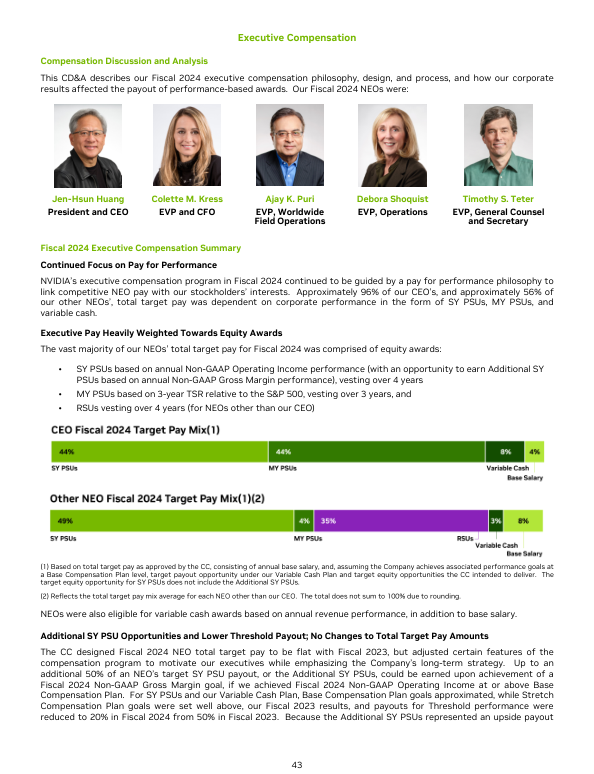 Executive Compensation
Compensation Discussion and Analysis
This CD&A describes our Fiscal 2024 executive compensation philosophy, design, and process, and how our corporate
results affected the payout of performance-based awards. Our Fiscal 2024 NEOs were:
Jen-Hsun Huang
President and CEO
Colette M. Kress
EVP and CFO
Ajay K. Puri
EVP, Worldwide
Field Operations
Debora Shoquist
EVP, Operations
Timothy S. Teter
EVP, General Counsel
and Secretary
Fiscal 2024 Executive Compensation Summary
Continued Focus on Pay for Performance
NVIDIA's executive compensation program in Fiscal 2024 continued to be guided by a pay for performance philosophy to
link competitive NEO pay with our stockholders' interests. Approximately 96% of our CEO's, and approximately 56% of
our other NEOs', total target pay was dependent on corporate performance in the form of SY PSUs, MY PSUs, and
variable cash.
Executive Pay Heavily Weighted Towards Equity Awards
The vast majority of our NEOs' total target pay for Fiscal 2024 was comprised of equity awards:
• SY PSUs based on annual Non-GAAP Operating Income performance (with an opportunity to earn Additional SY
PSUs based on annual Non-GAAP Gross Margin performance), vesting over 4 years
• MY PSUs based on 3-year TSR relative to the S&P 500, vesting over 3 years, and
• RSUs vesting over 4 years (for NEOs other than our CEO)
CEO Fiscal 2024 Target Pay Mix(1)
44% 44% 8% 4%
SY PSUs MY PSUs Variable Cash
Base Salary
Other NEO Fiscal 2024 Target Pay Mix(1)(2)
49% 4% 35% 3% 8%
SY PSUs MY PSUs RSUs
Variable Cash
Base Salary
(1) Based on total target pay as approved by the CC, consisting of annual base salary, and, assuming the Company achieves associated performance goals at
a Base Compensation Plan level, target payout opportunity under our Variable Cash Plan and target equity opportunities the CC intended to deliver. The
target equity opportunity for SY PSUs does not include the Additional SY PSUs.
(2) Reflects the total target pay mix average for each NEO other than our CEO. The total does not sum to 100% due to rounding.
NEOs were also eligible for variable cash awards based on annual revenue performance, in addition to base salary.
Additional SY PSU Opportunities and Lower Threshold Payout; No Changes to Total Target Pay Amounts
The CC designed Fiscal 2024 NEO total target pay to be flat with Fiscal 2023, but adjusted certain features of the
compensation program to motivate our executives while emphasizing the Company's long-term strategy. Up to an
additional 50% of an NEO's target SY PSU payout, or the Additional SY PSUs, could be earned upon achievement of a
Fiscal 2024 Non-GAAP Gross Margin goal, if we achieved Fiscal 2024 Non-GAAP Operating Income at or above Base
Compensation Plan. For SY PSUs and our Variable Cash Plan, Base Compensation Plan goals approximated, while Stretch
Compensation Plan goals were set well above, our Fiscal 2023 results, and payouts for Threshold performance were
reduced to 20% in Fiscal 2024 from 50% in Fiscal 2023. Because the Additional SY PSUs represented an upside payout
43